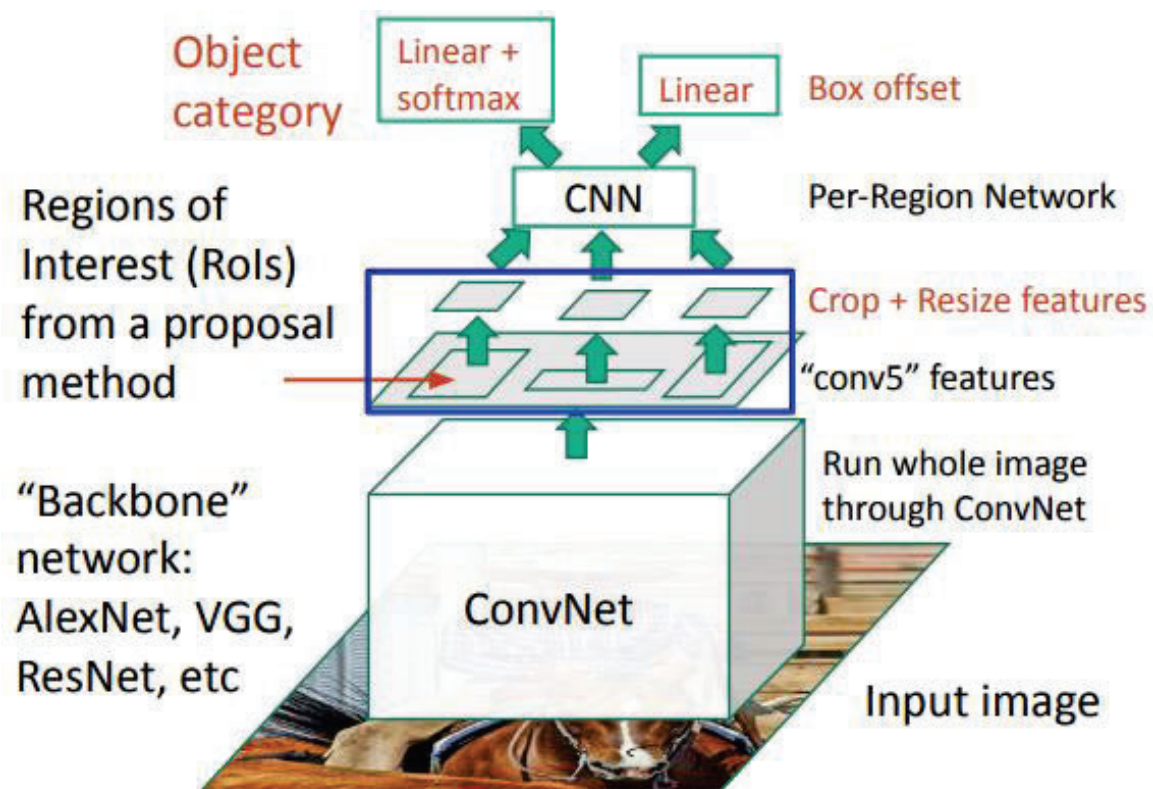 Object
category
Linear +
softmax
Linear
Box offset
CNN
Per-Region Network
Regions of
Interest (RoIs)
from a proposal
method
Crop + Resize features
“conv5” features
“Backbone”
network:
AlexNet, VGG,
ResNet, etc
Run whole image
through ConvNet
ConvNet
Input image